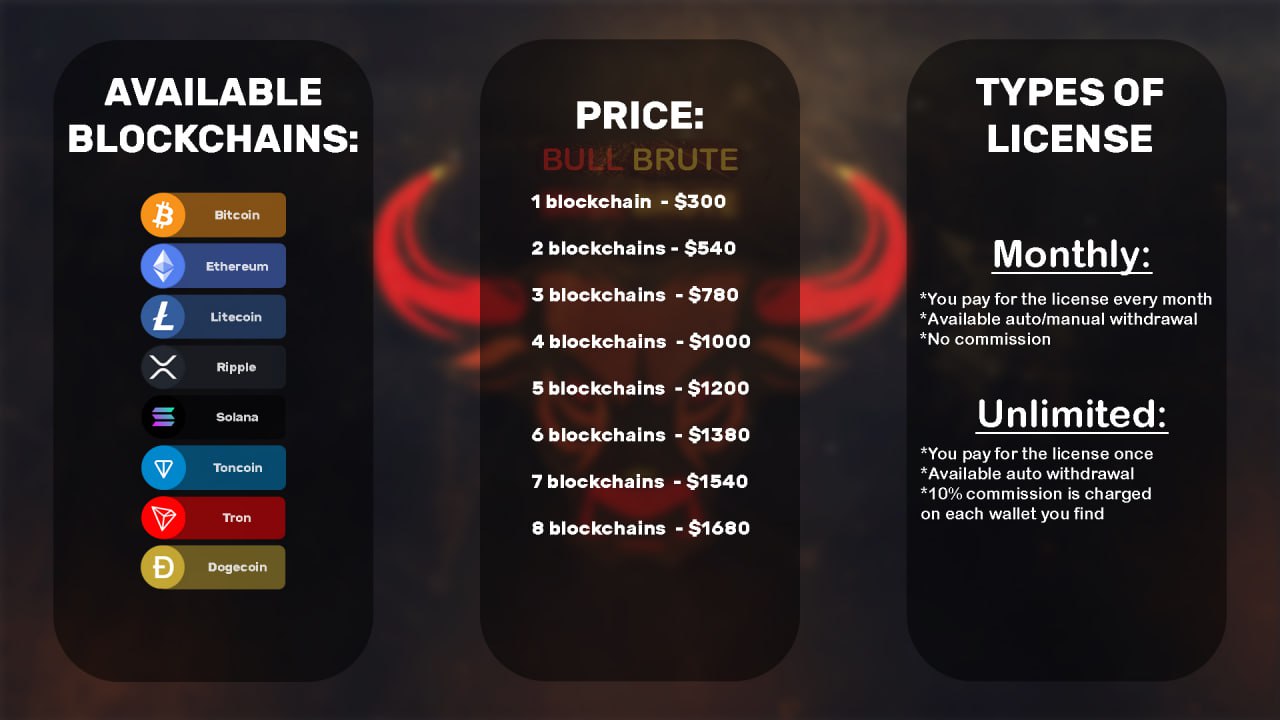 AVAILABLE
BLOCKCHAINS:
Bitcoin
Ethereum
Litecoin
Ripple
Solana
Toncoin
Tron
Dogecoin
PRICE:
BULL BRUTE
1 blockchain - $300
2 blockchains - $540
3 blockchains - $780
4 blockchains - $1000
5 blockchains - $1200
6 blockchains - $1380
7 blockchains - $1540
8 blockchains - $1680
TYPES OF
LICENSE
Monthly:
*You pay for the license every month
*Available auto/manual withdrawal
*No commission
Unlimited:
*You pay for the license once
*Available auto withdrawal
*10% commission is charged
on each wallet you find